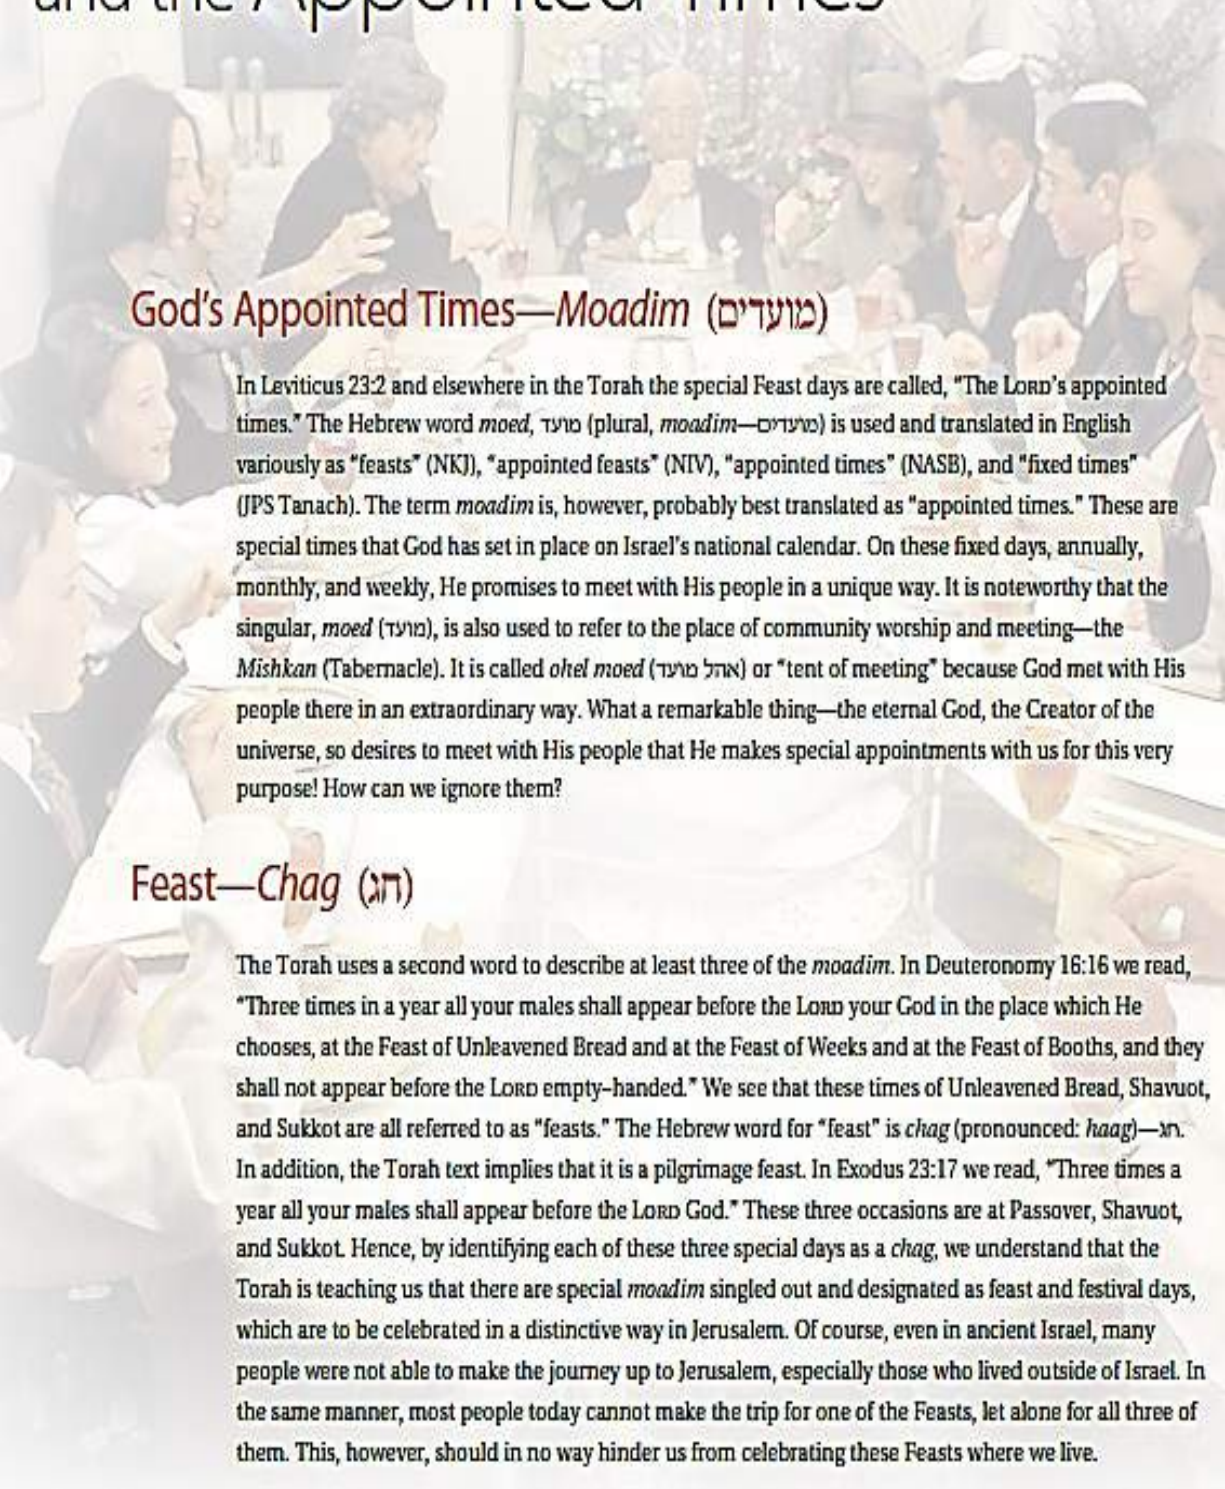 and the Appointed Times
God's Appointed Times—Moadim (מועדים)
In Leviticus 23:2 and elsewhere in the Torah the special Feast days are called, "The LORD's appointed
times." The Hebrew word moed, מועד (plural, moadim—מועדים) is used and translated in English
variously as "feasts" (NKJ), "appointed feasts" (NIV), "appointed times" (NASB), and "fixed times"
(JPS Tanach). The term moadim is, however, probably best translated as "appointed times." These are
special times that God has set in place on Israel's national calendar. On these fixed days, annually,
monthly, and weekly, He promises to meet with His people in a unique way. It is noteworthy that the
singular, moed (מועד), is also used to refer to the place of community worship and meeting—the
Mishkan (Tabernacle). It is called ohel moed (אהל מועד) or "tent of meeting" because God met with His
people there in an extraordinary way. What a remarkable thing—the eternal God, the Creator of the
universe, so desires to meet with His people that He makes special appointments with us for this very
purpose! How can we ignore them?
Feast—Chag (חג)
The Torah uses a second word to describe at least three of the moadim. In Deuteronomy 16:16 we read,
"Three times in a year all your males shall appear before the LORD your God in the place which He
chooses, at the Feast of Unleavened Bread and at the Feast of Weeks and at the Feast of Booths, and they
shall not appear before the LORD empty-handed." We see that these times of Unleavened Bread, Shavuot,
and Sukkot are all referred to as "feasts." The Hebrew word for "feast" is chag (pronounced: haag)—חג.
In addition, the Torah text implies that it is a pilgrimage feast. In Exodus 23:17 we read, "Three times a
year all your males shall appear before the LORD God." These three occasions are at Passover, Shavuot,
and Sukkot. Hence, by identifying each of these three special days as a chag, we understand that the
Torah is teaching us that there are special moadim singled out and designated as feast and festival days,
which are to be celebrated in a distinctive way in Jerusalem. Of course, even in ancient Israel, many
people were not able to make the journey up to Jerusalem, especially those who lived outside of Israel. In
the same manner, most people today cannot make the trip for one of the Feasts, let alone for all three of
them. This, however, should in no way hinder us from celebrating these Feasts where we live.